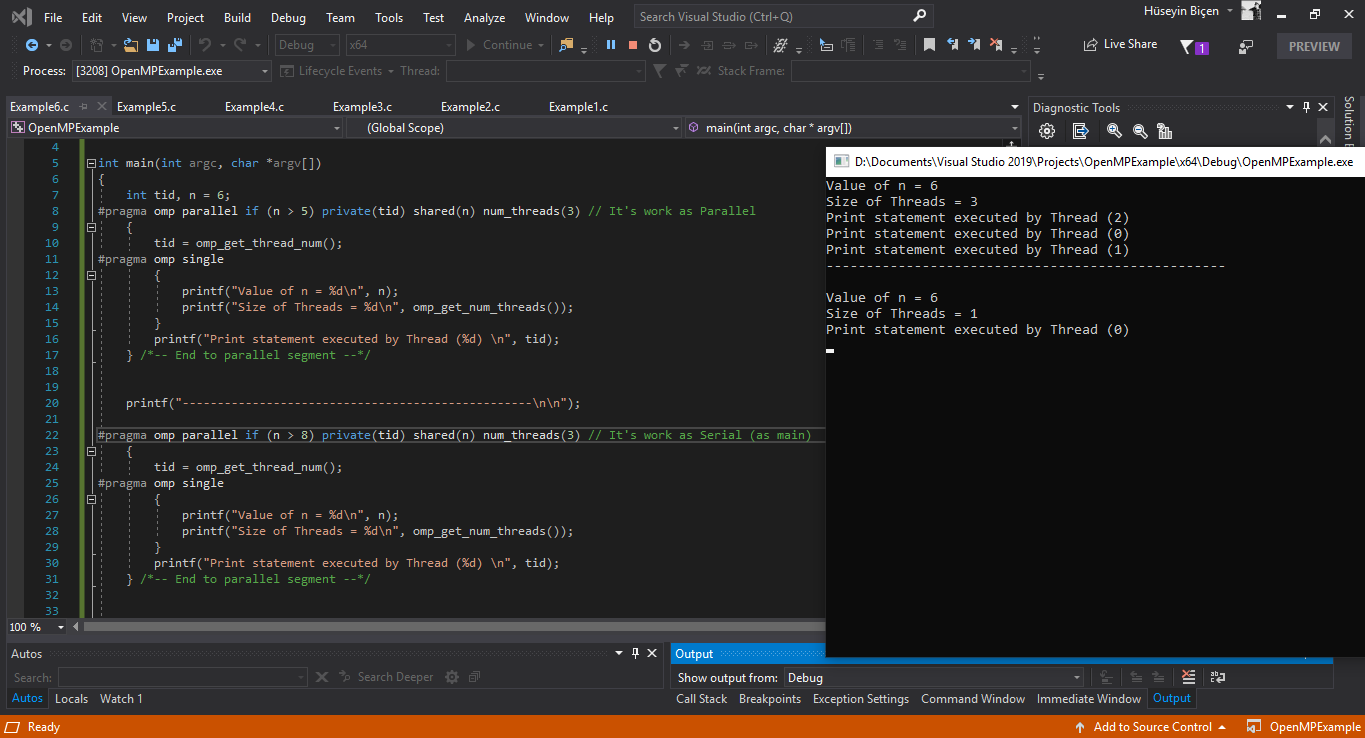 File Edit View Project Build Debug Team Tools Test Analyze Window Help Search Visual Studio (Ctrl+Q) Hüseyin Biçen
Debug x64 Continue Live Share 1 PREVIEW
Process: [3208] OpenMPExample.exe Lifecycle Events Thread: Stack Frame:
Example6.c Example5.c Example4.c Example3.c Example2.c Example1.c
OpenMPExample (Global Scope) main(int argc, char * argv[])
4
5 int main(int argc, char *argv[])
6 {
7 int tid, n = 6;
8 #pragma omp parallel if (n > 5) private(tid) shared(n) num_threads(3) // It's work as Parallel
9 {
10 tid = omp_get_thread_num();
11 #pragma omp single
12 {
13 printf("Value of n = %d\n", n);
14 printf("Size of Threads = %d\n", omp_get_num_threads());
15 }
16 printf("Print statement executed by Thread (%d) \n", tid);
17 } /*-- End to parallel segment --*/
18
19
20 printf("--------------------------------------------------\n\n");
21
22 #pragma omp parallel if (n > 8) private(tid) shared(n) num_threads(3) // It's work as Serial (as main)
23 {
24 tid = omp_get_thread_num();
25 #pragma omp single
26 {
27 printf("Value of n = %d\n", n);
28 printf("Size of Threads = %d\n", omp_get_num_threads());
29 }
30 printf("Print statement executed by Thread (%d) \n", tid);
31 } /*-- End to parallel segment --*/
32
33
100 %
Diagnostic Tools
Solution
D:\Documents\Visual Studio 2019\Projects\OpenMPExample\x64\Debug\OpenMPExample.exe
Value of n = 6
Size of Threads = 3
Print statement executed by Thread (2)
Print statement executed by Thread (0)
Print statement executed by Thread (1)
--------------------------------------------------
Value of n = 6
Size of Threads = 1
Print statement executed by Thread (0)
Autos
Search: Search Deeper
Autos Locals Watch 1
Output
Show output from: Debug
Call Stack Breakpoints Exception Settings Command Window Immediate Window Output
Ready Add to Source Control OpenMPExample